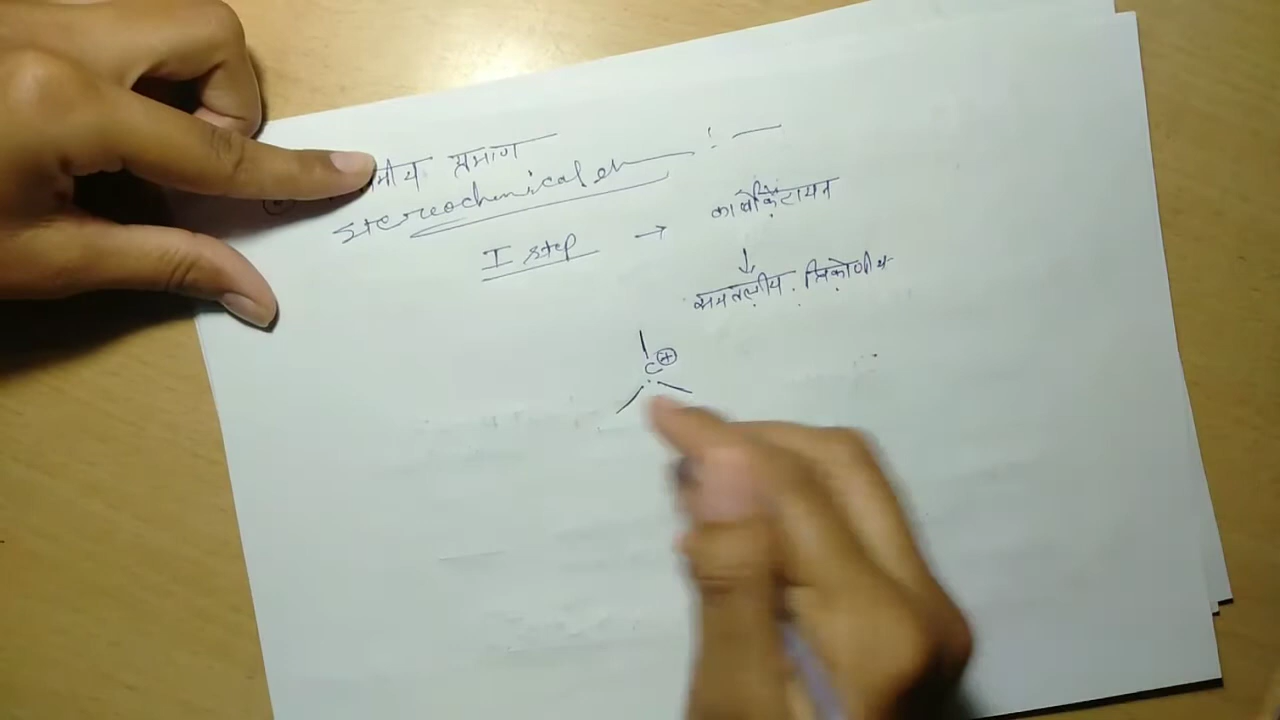 प्रमाण
stereochemical
I step → कार्बोकैटायन
↓
समतलीय त्रिकोणीय
C⊕